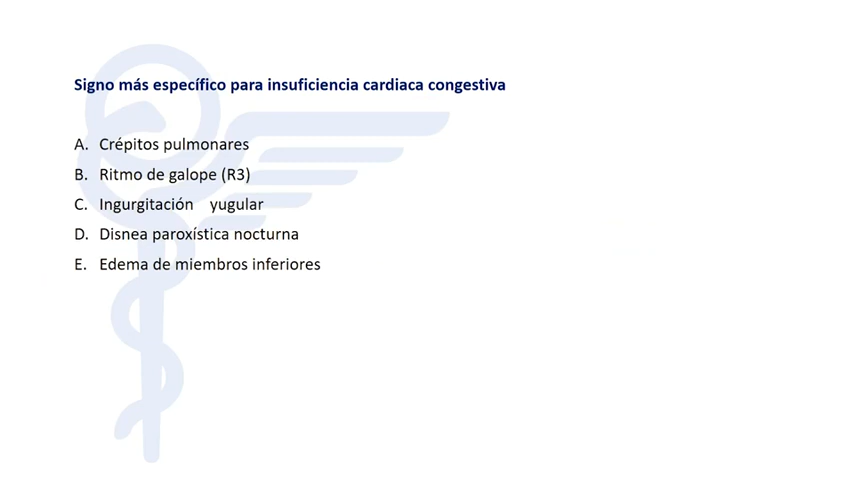 Signo más específico para insuficiencia cardiaca congestiva
A. Crépitos pulmonares
B. Ritmo de galope (R3)
C. Ingurgitación yugular
D. Disnea paroxística nocturna
E. Edema de miembros inferiores